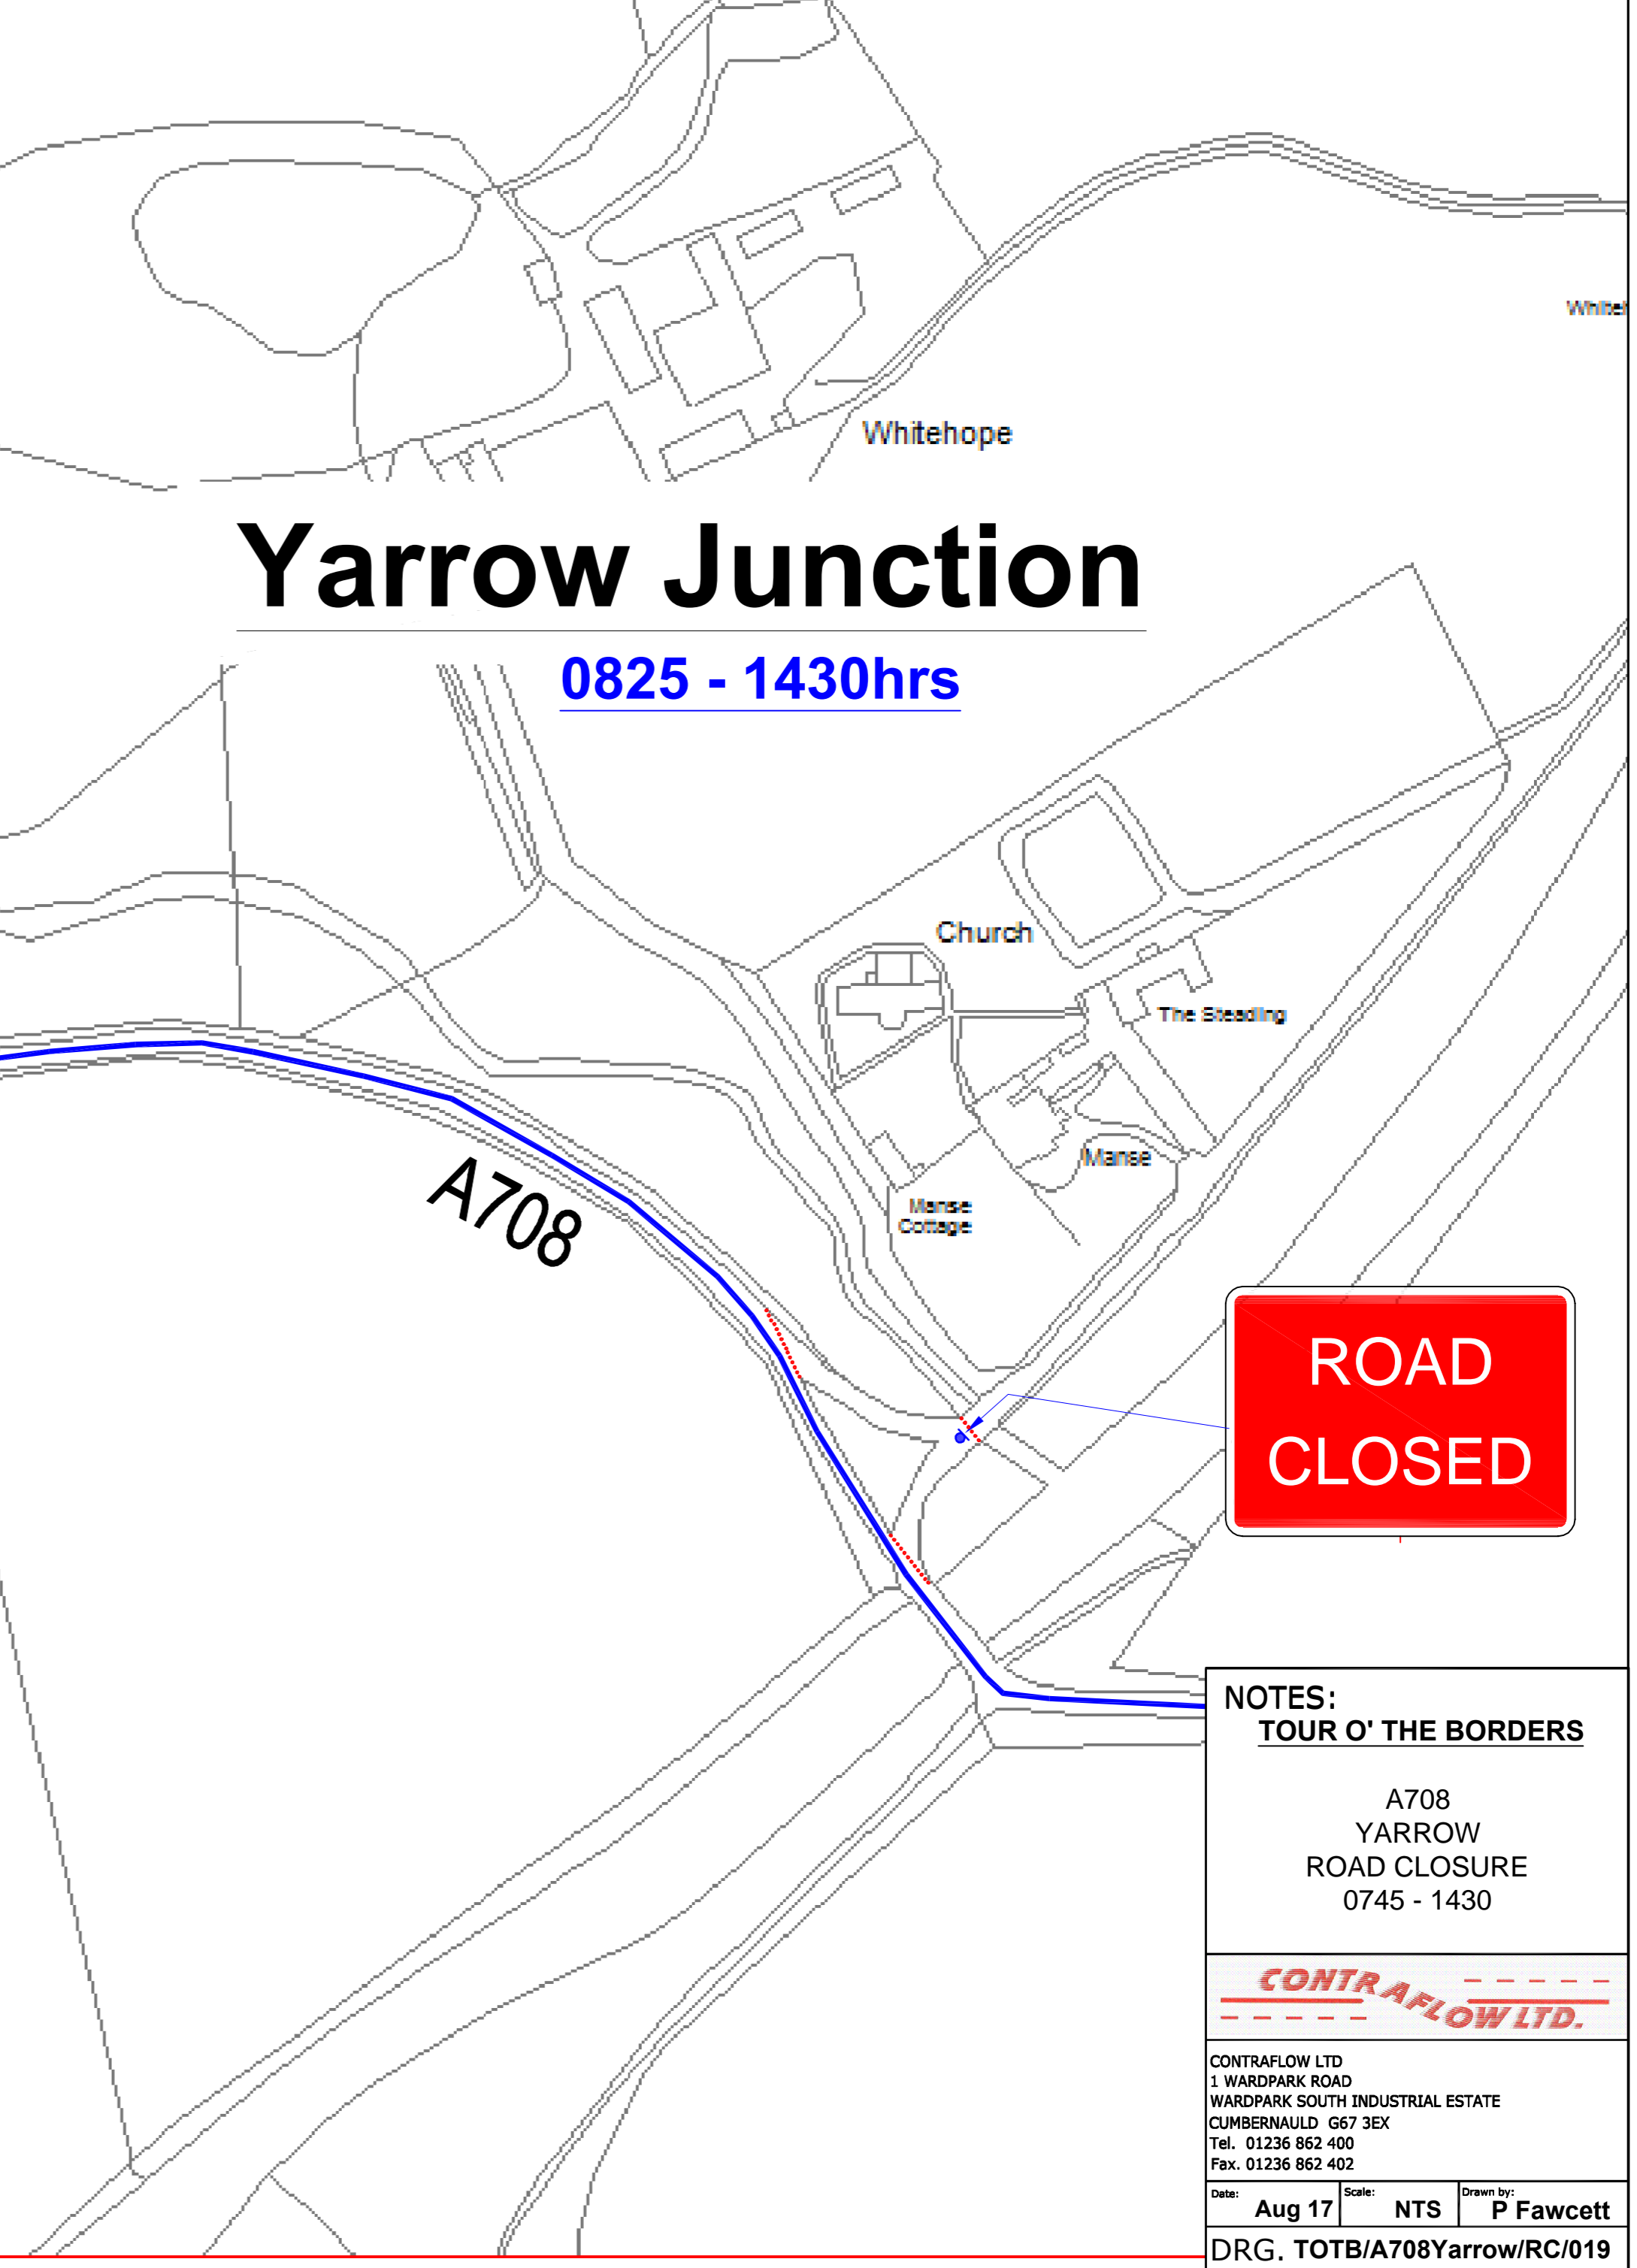 Whitehope
Yarrow Junction
0825 - 1430hrs
Church
The Steading
Manse
Manse
Cottage
A708
ROAD
CLOSED
NOTES:
TOUR O' THE BORDERS
A708
YARROW
ROAD CLOSURE
0745 - 1430
CONTRAFLOW LTD.
CONTRAFLOW LTD
1 WARDPARK ROAD
WARDPARK SOUTH INDUSTRIAL ESTATE
CUMBERNAULD G67 3EX
Tel. 01236 862 400
Fax. 01236 862 402
Date: Aug 17 Scale: NTS Drawn by: P Fawcett
DRG. TOTB/A708Yarrow/RC/019